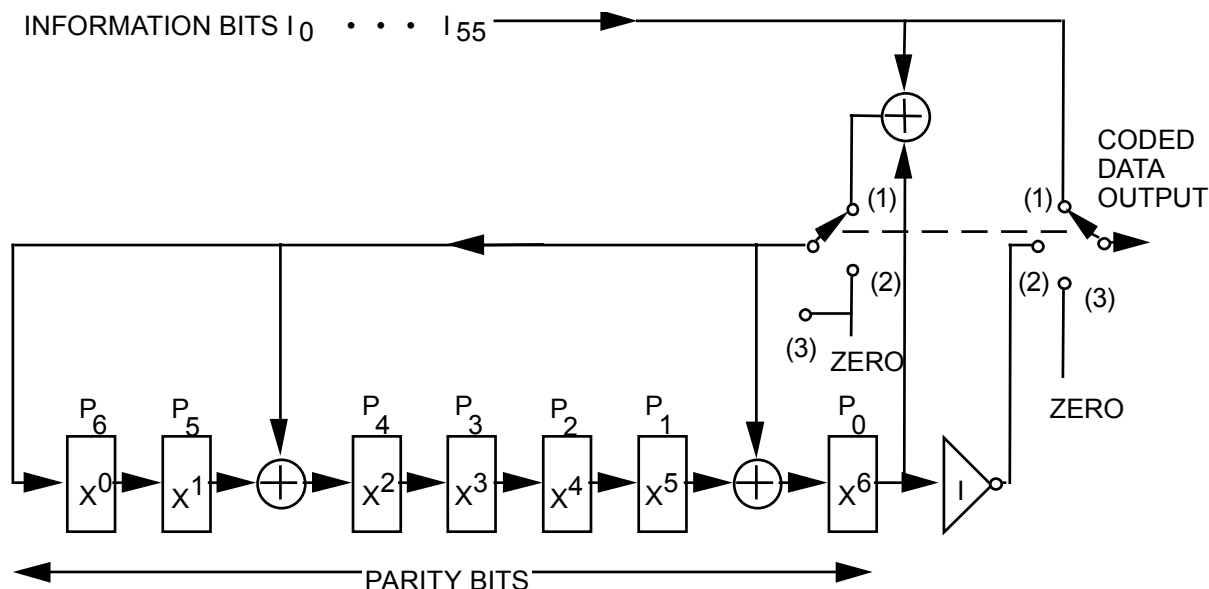 INFORMATION BITS I0 • • • I55
CODED
DATA
OUTPUT
(1)
(1)
(2)
(2)
(3)
(3)
ZERO
ZERO
P6 P5 P4 P3 P2 P1 P0
X0 X1 X2 X3 X4 X5 X6 I
PARITY BITS